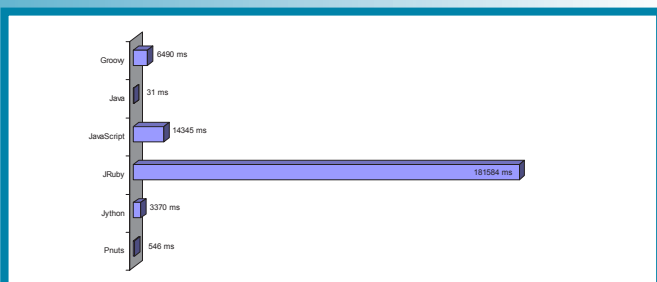 Groovy
6490 ms
Java
31 ms
JavaScript
14345 ms
JRuby
181584 ms
Jython
3370 ms
Pnuts
546 ms